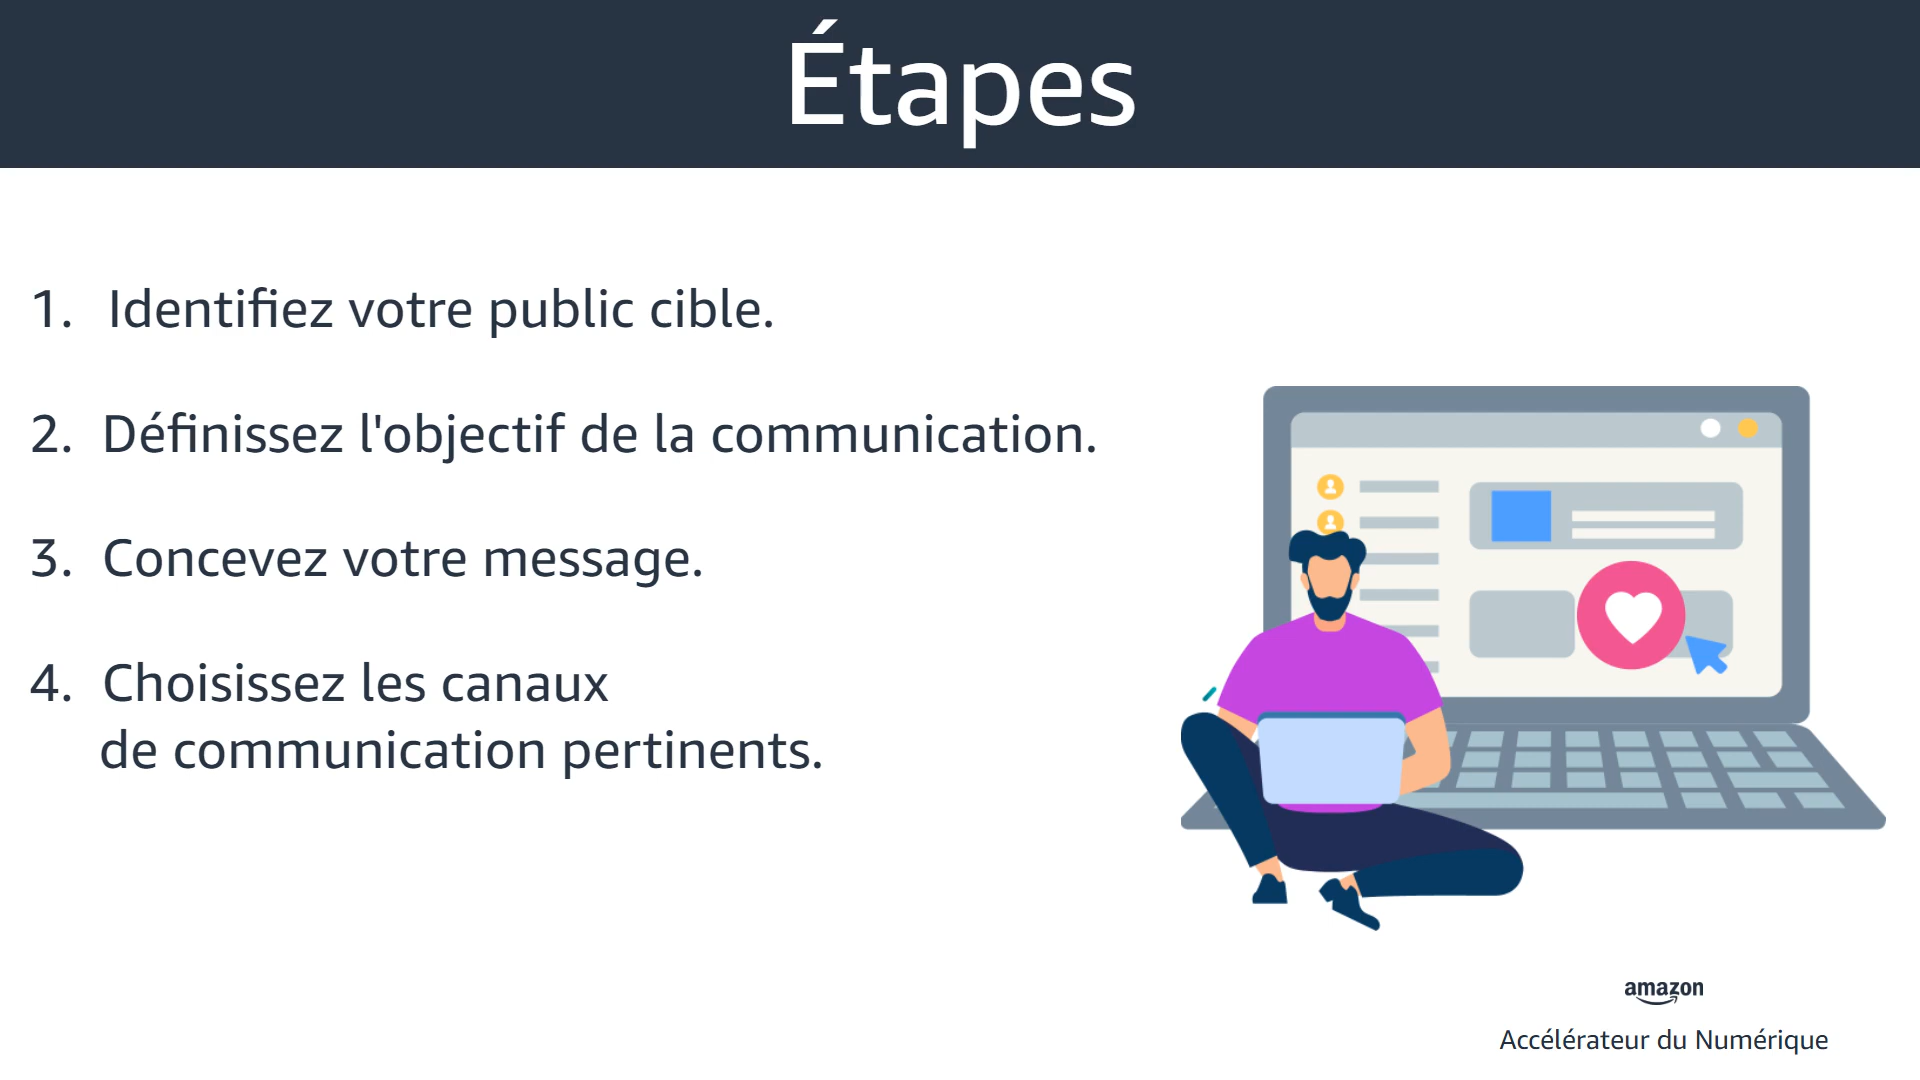 Étapes
1. Identifiez votre public cible.
2. Définissez l'objectif de la communication.
3. Concevez votre message.
4. Choisissez les canaux
de communication pertinents.
amazon
Accélérateur du Numérique